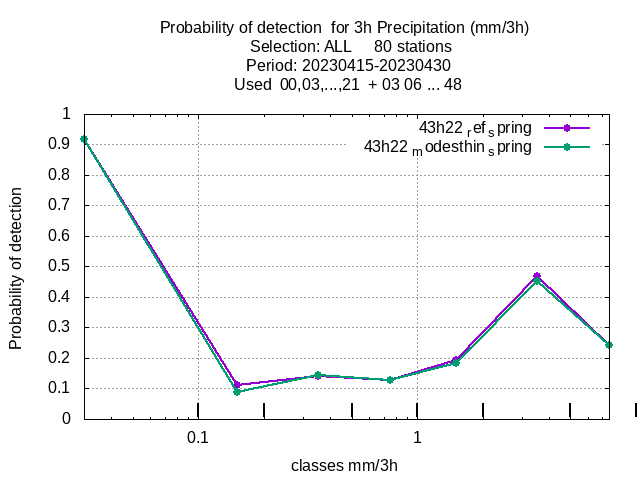 Probability of detection  for 3h Precipitation (mm/3h)
Selection: ALL     80 stations
Period: 20230415-20230430
Used  00,03,...,21  + 03 06 ... 48
43h22 ref spring
43h22 modesthin spring
1
0.9
0.8
0.7
0.6
0.5
0.4
0.3
0.2
0.1
0
Probability of detection
0.1 1
classes mm/3h